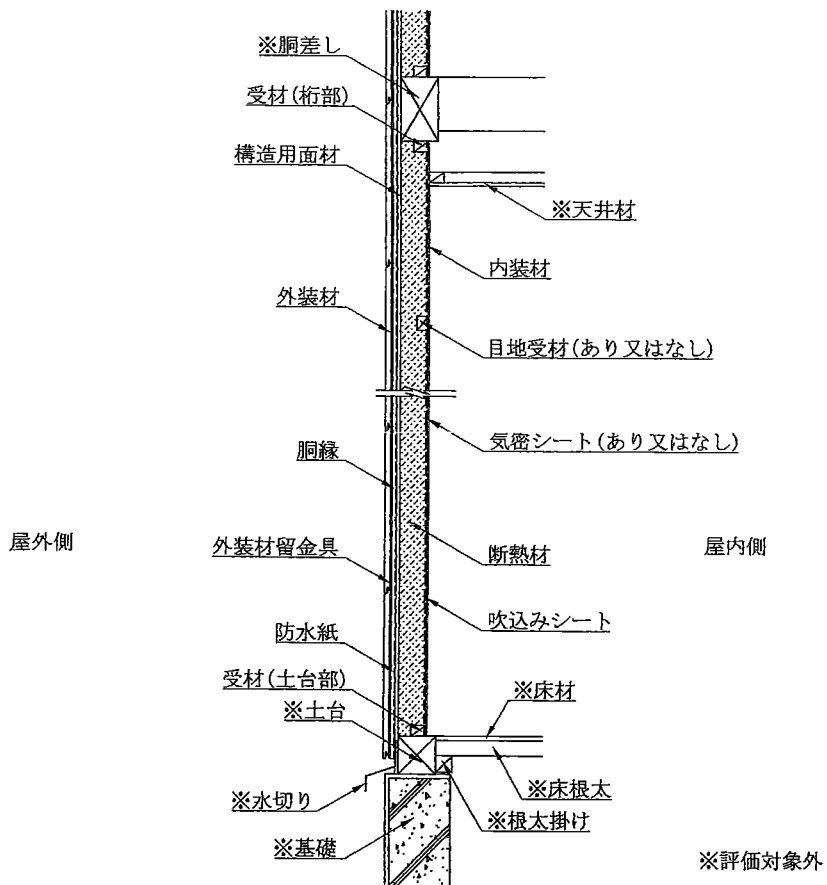 ※胴差し
受材(桁部)
構造用面材
※天井材
内装材
外装材
目地受材(あり又はなし)
気密シート(あり又はなし)
胴縁
屋外側
外装材留金具
断熱材
屋内側
吹込みシート
防水紙
受材(土台部)
※床材
※土台
※水切り
※床根太
※根太掛け
※基礎
※評価対象外